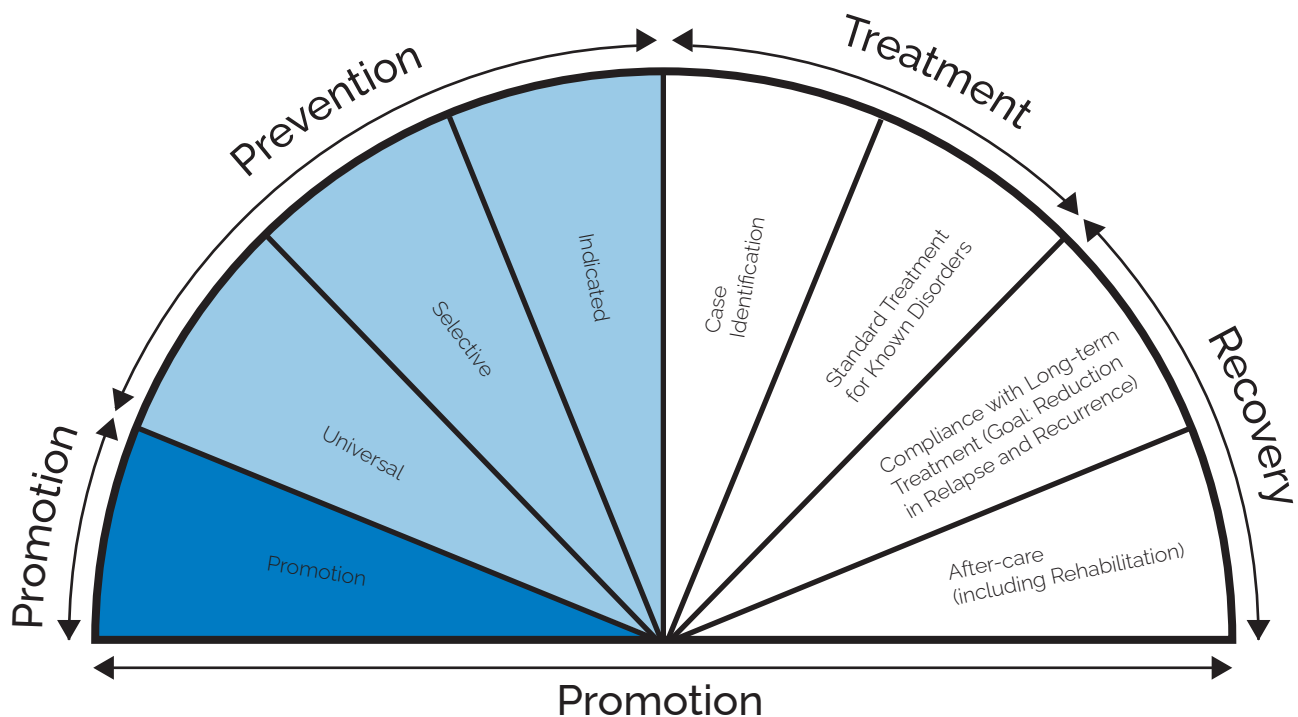 Prevention
Treatment
Promotion
Recovery
Promotion
Universal
Selective
Indicated
Case
Identification
Standard Treatment
for Known Disorders
Compliance with Long-term
Treatment (Goal: Reduction
in Relapse and Recurrence)
After-care
(including Rehabilitation)
Promotion